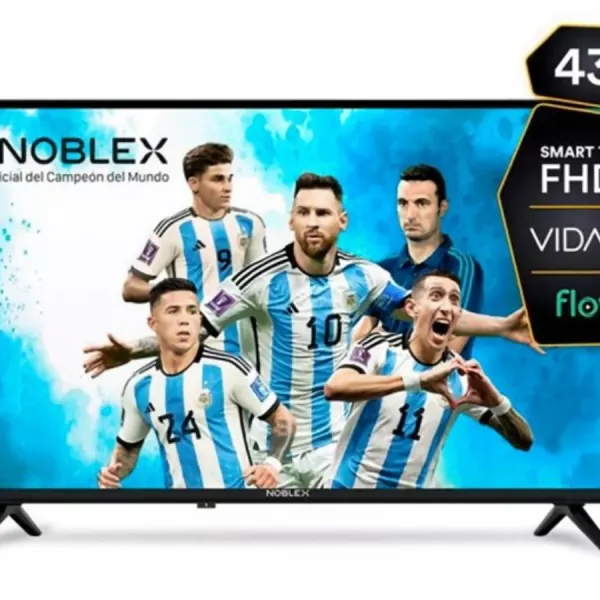 43
NOBLEX
icial del Campeón del Mundo
SMART
FHD
VIDA
flo
9
10
24
11
NOBLEX